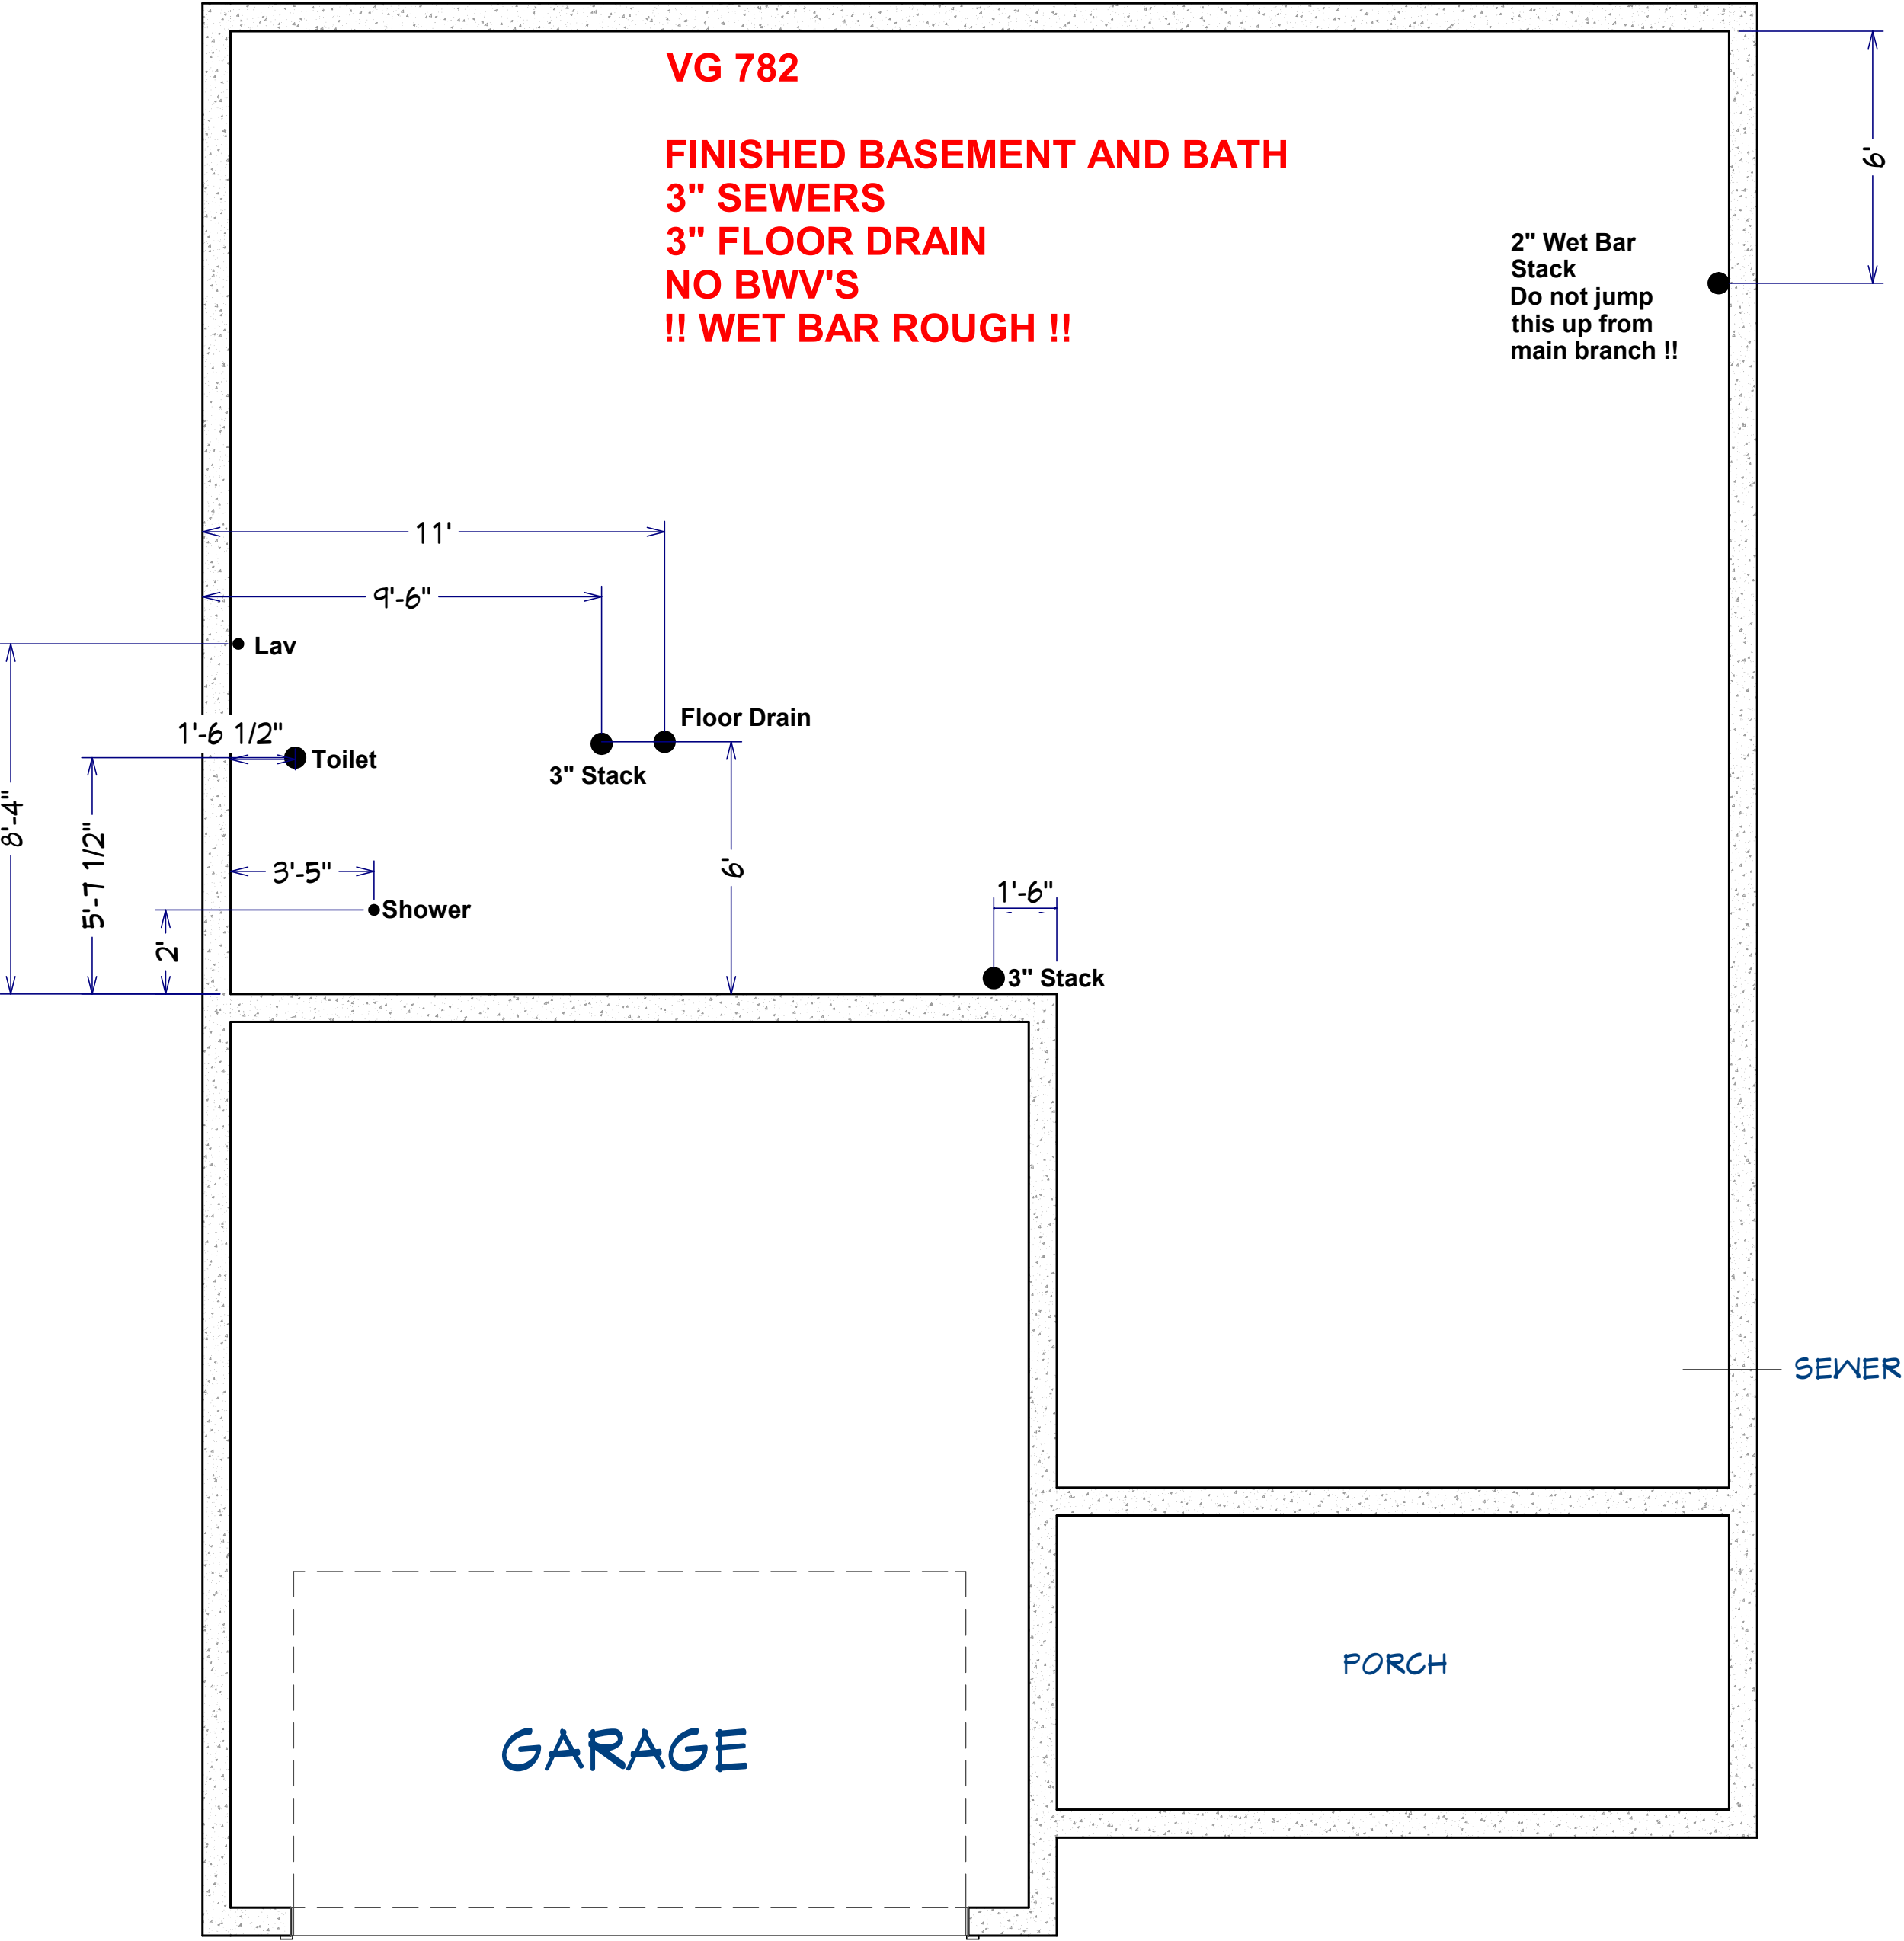 VG 782
FINISHED BASEMENT AND BATH
3" SEWERS
3" FLOOR DRAIN
NO BWV'S
!! WET BAR ROUGH !!
6'
2" Wet Bar
Stack
Do not jump
this up from
main branch !!
11'
9'-6"
Lav
1'-6 1/2"
Toilet
Floor Drain
3" Stack
8'-4"
5'-7 1/2"
3'-5"
6'
Shower
2'
1'-6"
3" Stack
SEWER
PORCH
GARAGE